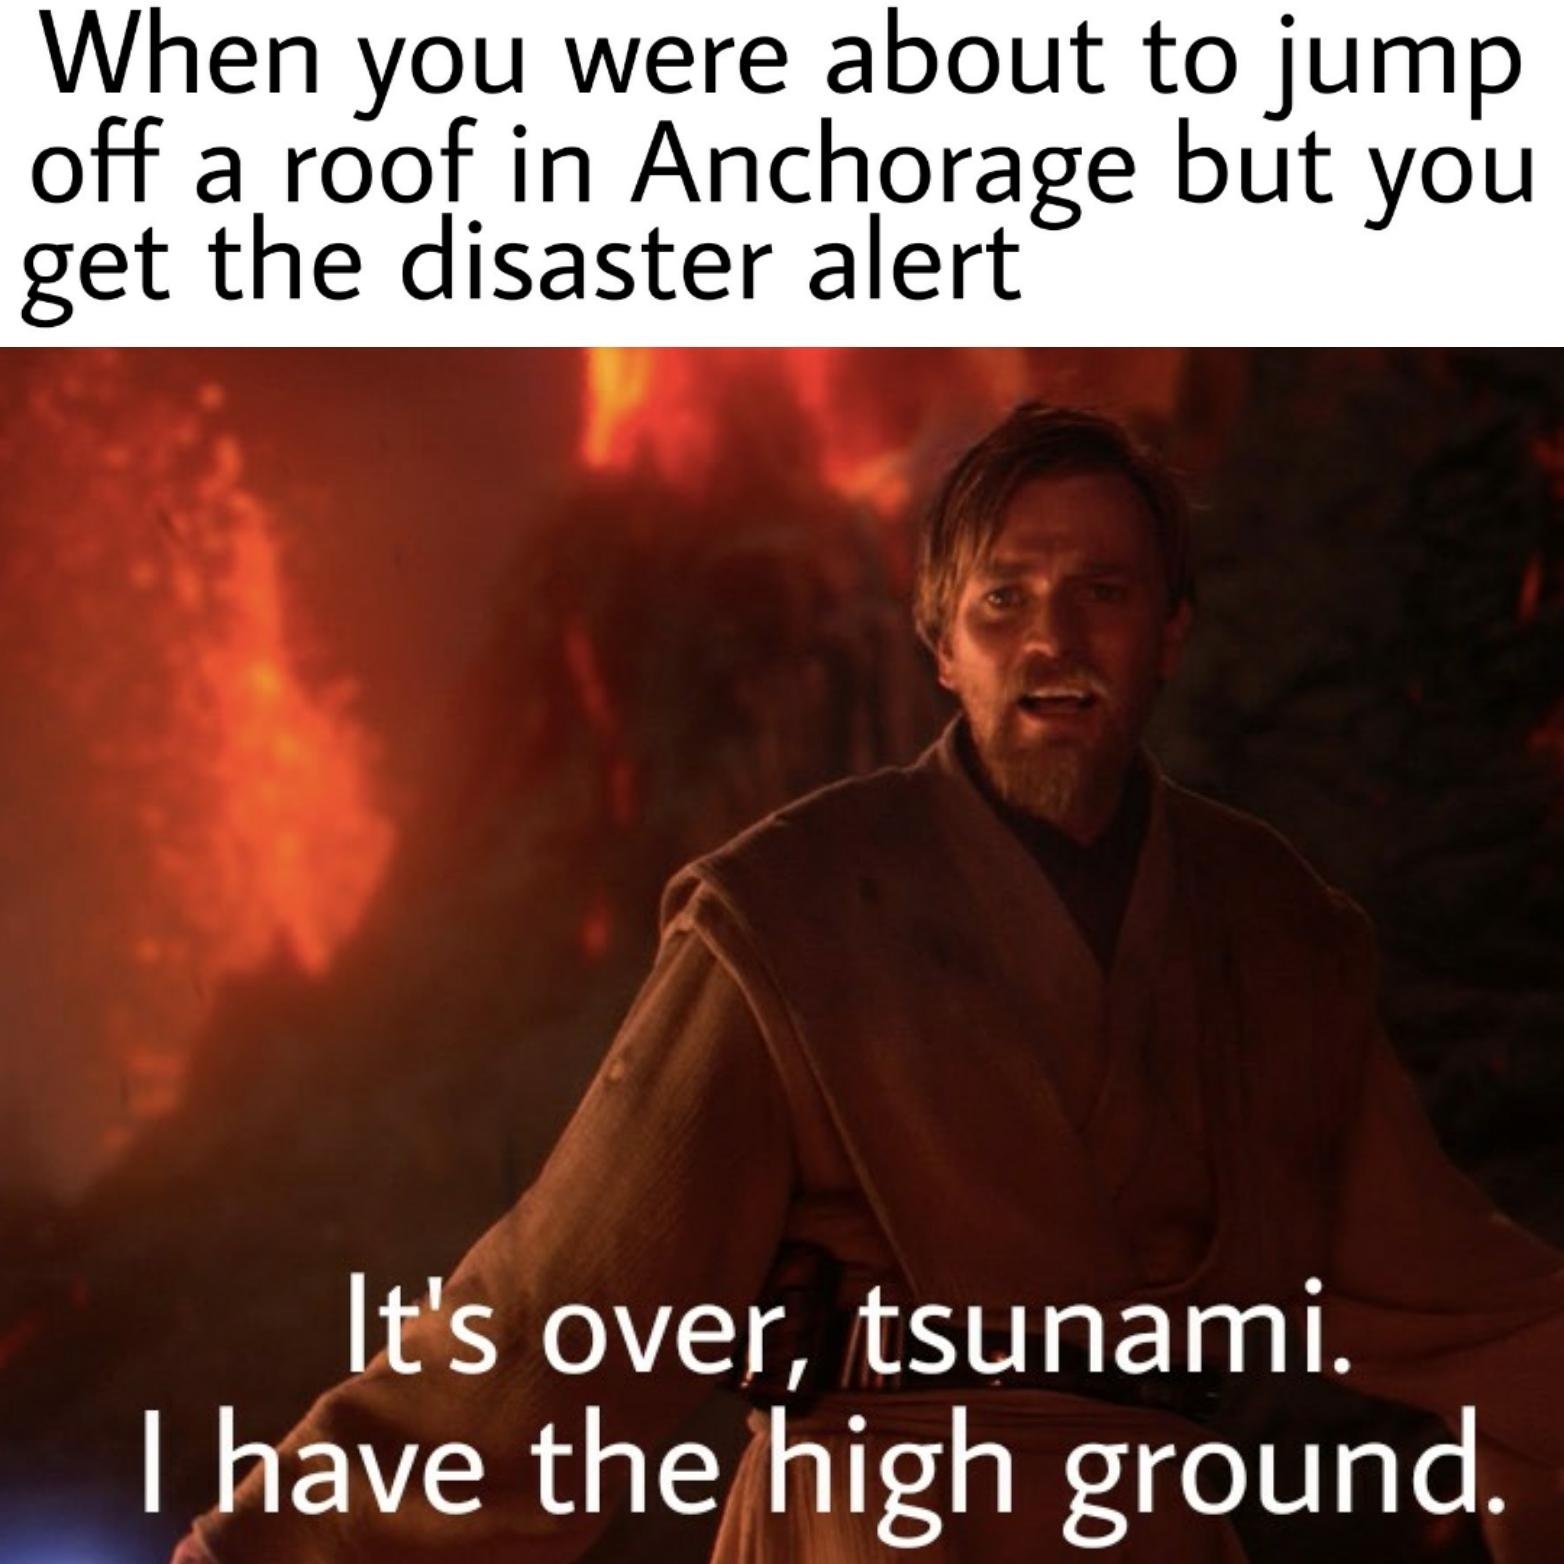 When you were about to jump
off a roof in Anchorage but you
get the disaster alert
It's over, tsunami.
I have the high ground.